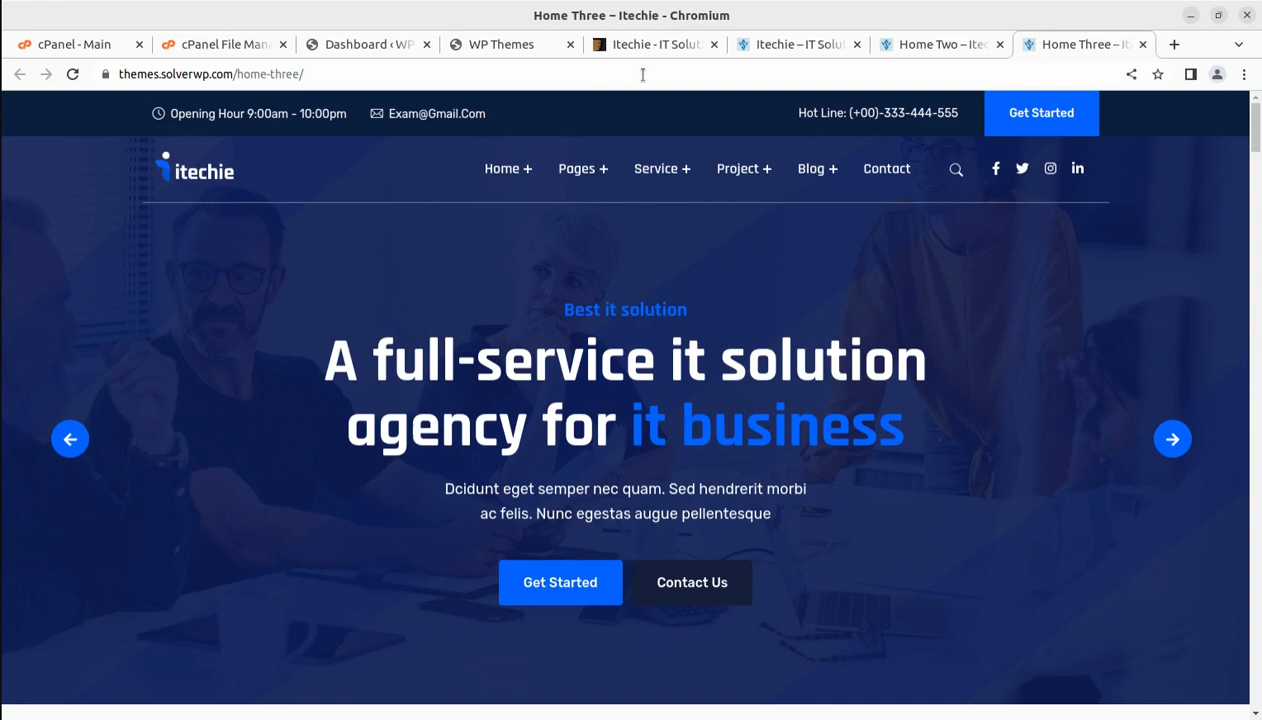 Home Three – Itechie - Chromium
cPanel - Main
cPanel File Man
Dashboard ‹ WP
WP Themes
Itechie - IT Solut
Itechie – IT Solu
Home Two – Itec
Home Three – It
themes.solverwp.com/home-three/
Opening Hour 9:00am - 10:00pm
Exam@Gmail.Com
Hot Line: (+00)-333-444-555
Get Started
itechie
Home +
Pages +
Service +
Project +
Blog +
Contact
Best it solution
A full-service it solution
agency for it business
Dcidunt eget semper nec quam. Sed hendrerit morbi
ac felis. Nunc egestas augue pellentesque
Get Started
Contact Us